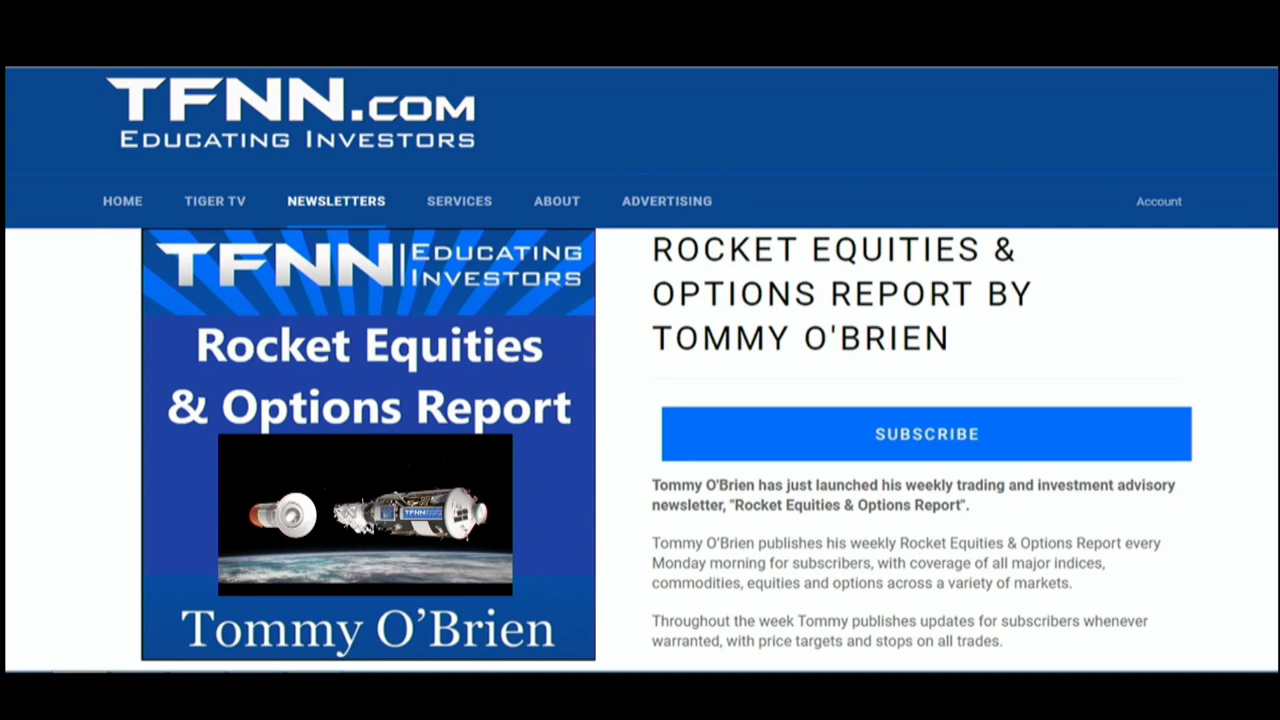 TFNN.COM
EDUCATING INVESTORS
HOME TIGER TV NEWSLETTERS SERVICES ABOUT ADVERTISING Account
TFNN EDUCATING
INVESTORS
Rocket Equities
& Options Report
TFNN
Tommy O’Brien
ROCKET EQUITIES &
OPTIONS REPORT BY
TOMMY O'BRIEN
SUBSCRIBE
Tommy O'Brien has just launched his weekly trading and investment advisory
newsletter, "Rocket Equities & Options Report".
Tommy O’Brien publishes his weekly Rocket Equities & Options Report every
Monday morning for subscribers, with coverage of all major indices,
commodities, equities and options across a variety of markets.
Throughout the week Tommy publishes updates for subscribers whenever
warranted, with price targets and stops on all trades.